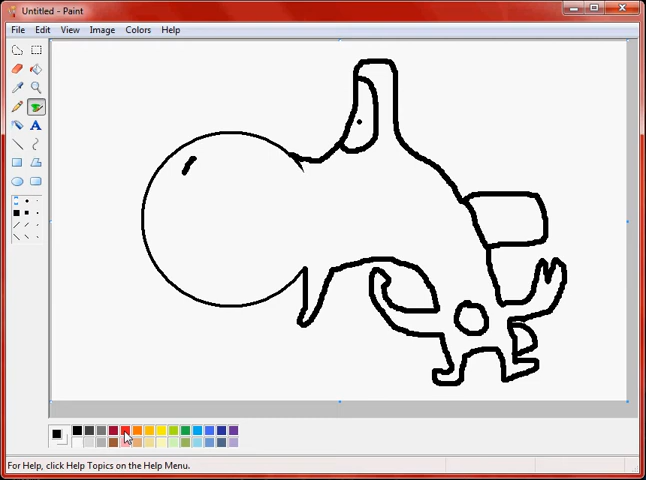 Untitled - Paint
File Edit View Image Colors Help
A
For Help, click Help Topics on the Help Menu.